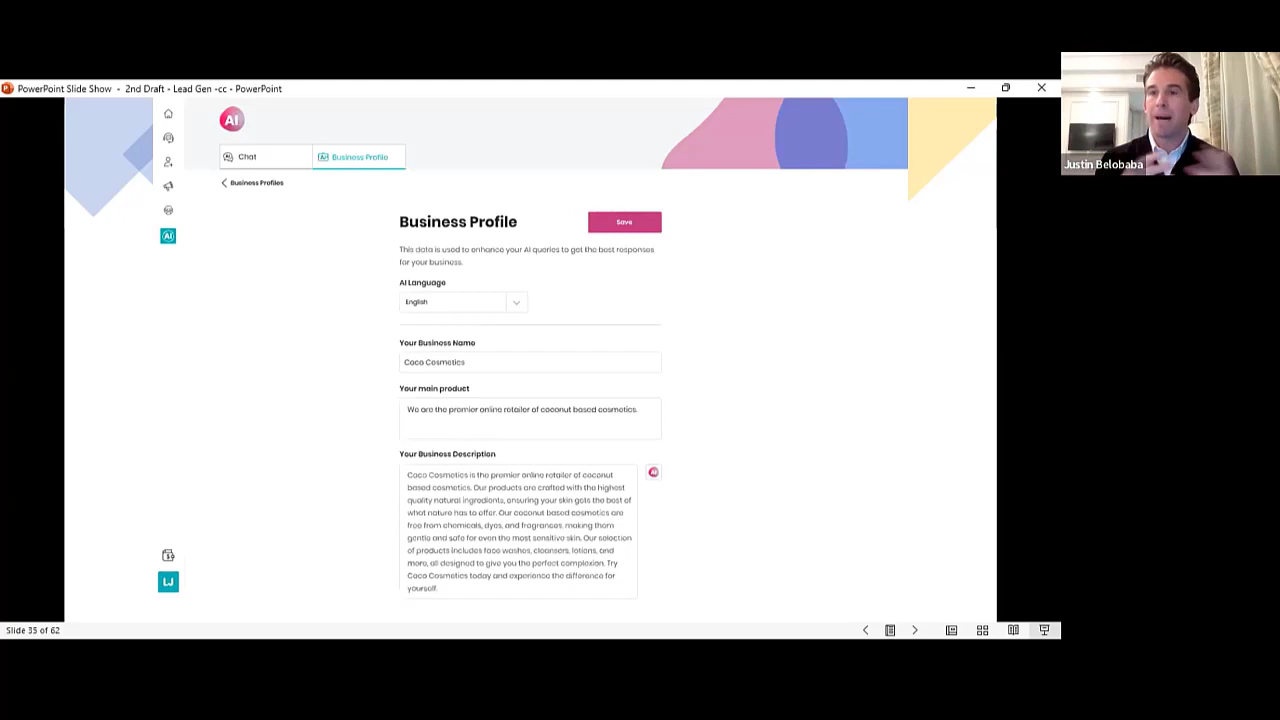 PowerPoint Slide Show - 2nd Draft - Lead Gen -cc - PowerPoint
AI
Chat
Business Profile
Business Profiles
AI
Business Profile
Save
This data is used to enhance your AI queries to get the best responses
for your business.
AI Language
English
Your Business Name
Coco Cosmetics
Your main product
We are the premier online retailer of coconut based cosmetics.
Your Business Description
Coco Cosmetics is the premier online retailer of coconut
based cosmetics. Our products are crafted with the highest
quality natural ingredients, ensuring your skin gets the best of
what nature has to offer. Our coconut based cosmetics are
free from chemicals, dyes, and fragrances, making them
gentle and safe for even the most sensitive skin. Our selection
of products includes face washes, cleansers, lotions, and
more, all designed to give you the perfect complexion. Try
Coco Cosmetics today and experience the difference for
yourself.
AI
Slide 35 of 62
Justin Belobaba